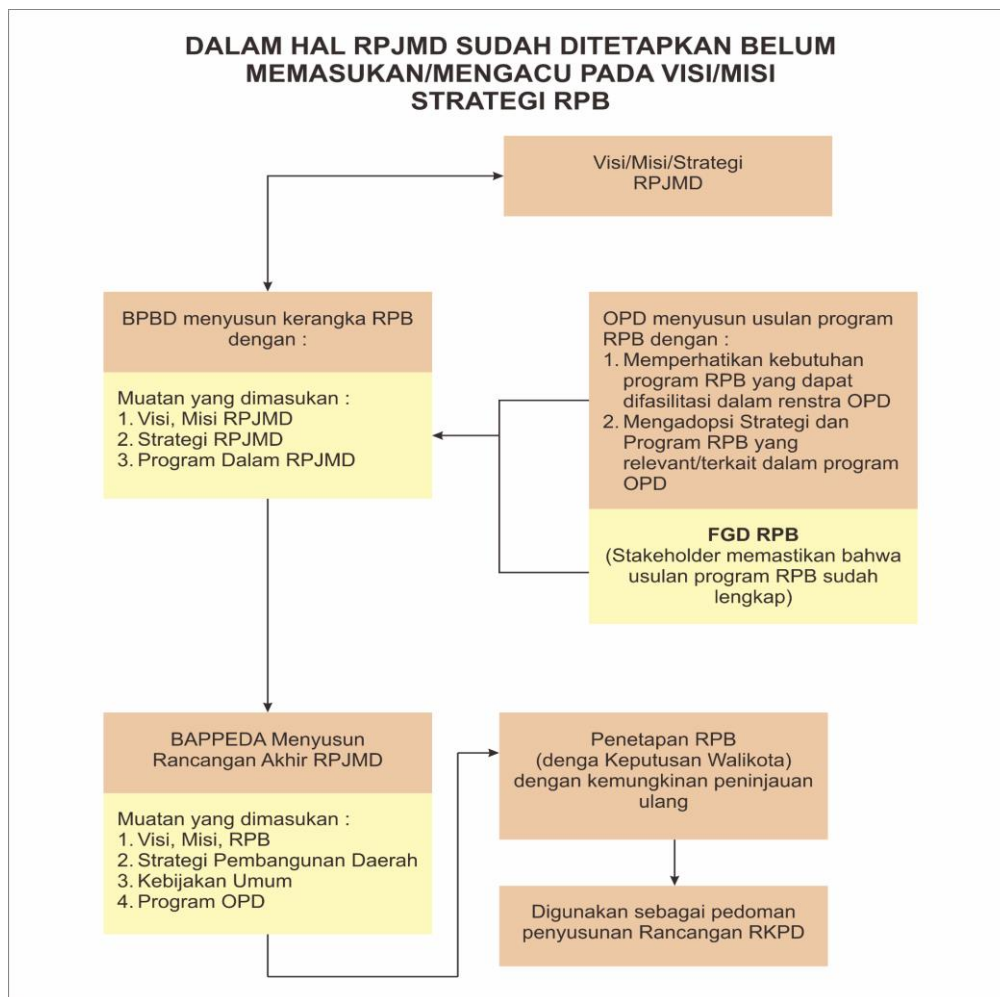 DALAM HAL RPJMD SUDAH DITETAPKAN BELUM
MEMASUKAN/MENGACU PADA VISI/MISI
STRATEGI RPB
Visi/Misi/Strategi
RPJMD
BPBD menyusun kerangka RPB
dengan :
Muatan yang dimasukan :
1. Visi, Misi RPJMD
2. Strategi RPJMD
3. Program Dalam RPJMD
OPD menyusun usulan program
RPB dengan :
1. Memperhatikan kebutuhan
program RPB yang dapat
difasilitasi dalam renstra OPD
2. Mengadopsi Strategi dan
Program RPB yang
relevant/terkait dalam program
OPD
FGD RPB
(Stakeholder memastikan bahwa
usulan program RPB sudah
lengkap)
BAPPEDA Menyusun
Rancangan Akhir RPJMD
Muatan yang dimasukan :
1. Visi, Misi, RPB
2. Strategi Pembangunan Daerah
3. Kebijakan Umum
4. Program OPD
Penetapan RPB
(denga Keputusan Walikota)
dengan kemungkinan peninjauan
ulang
Digunakan sebagai pedoman
penyusunan Rancangan RKPD